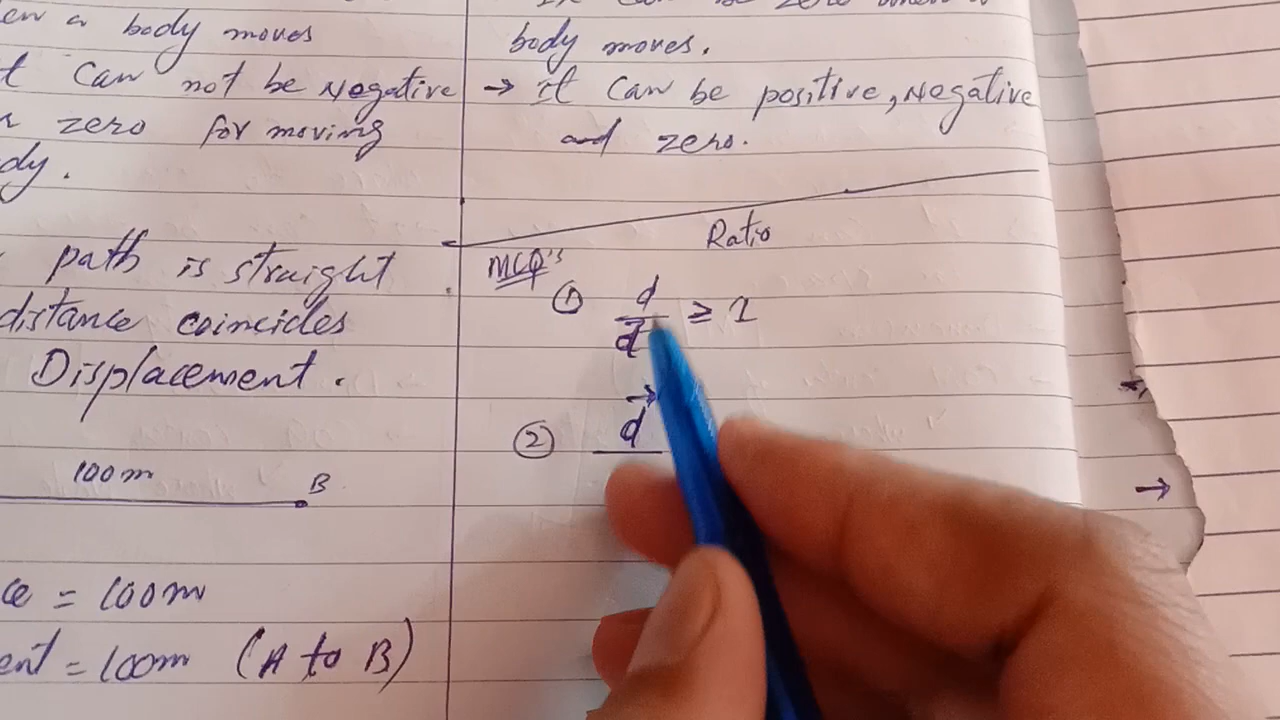 body moves
can not be Negative
zero for moving
dy.
path is straight
distance coincides
Displacement.
100m B
ce = 100m
ent = 100m (A to B)
body moves.
→ it can be positive, Negative
and zero.
Ratio
MCQ's
① d/d⃗ ≥ 1
② d⃗
→